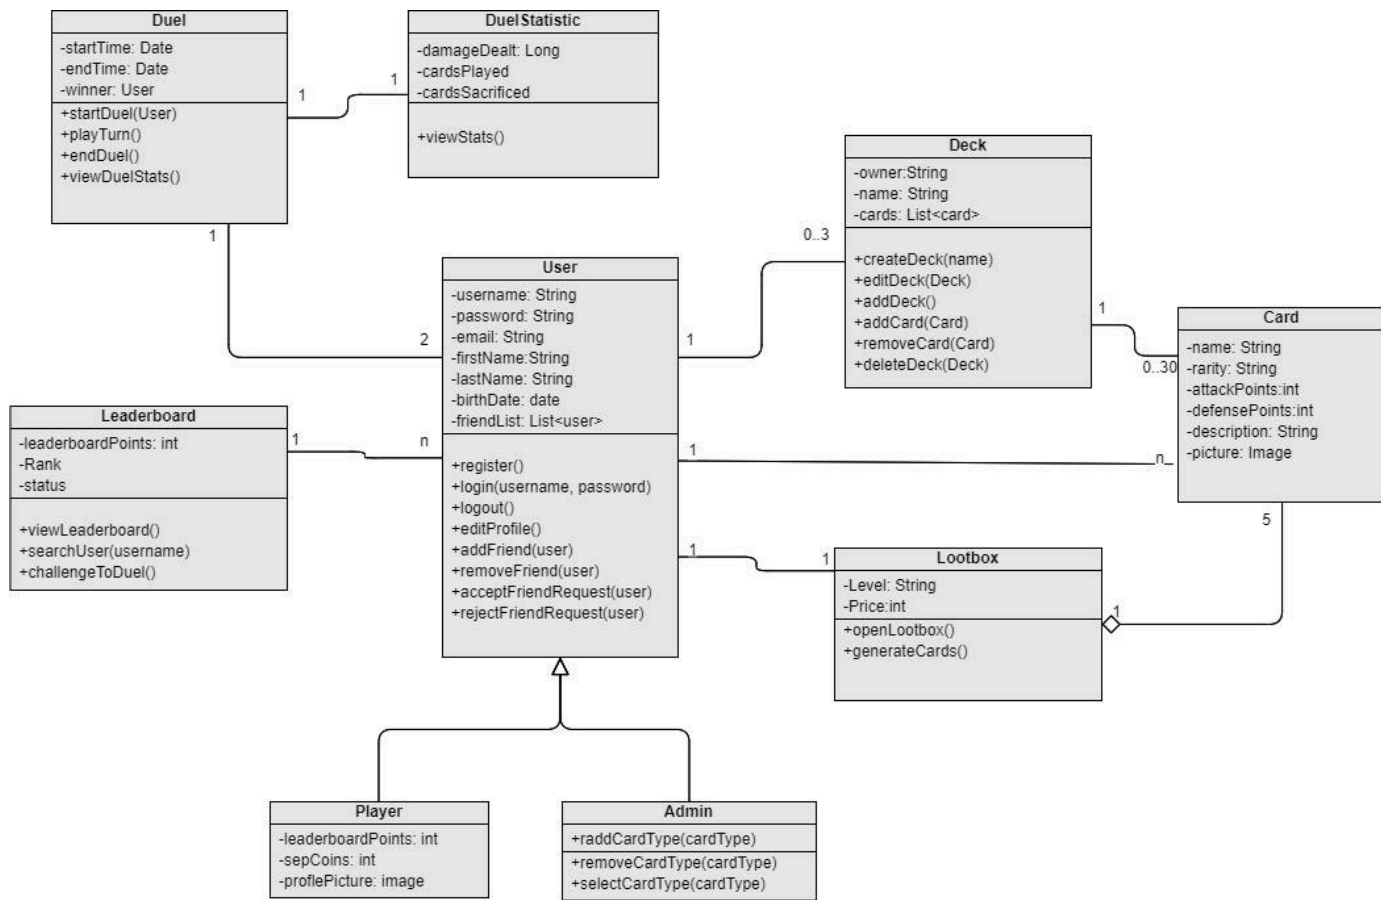 Duel
-startTime: Date
-endTime: Date
-winner: User
+startDuel(User)
+playTurn()
+endDuel()
+viewDuelStats()
1
1
DuelStatistic
-damageDealt: Long
-cardsPlayed
-cardsSacrificed
+viewStats()
1
2
Deck
-owner:String
-name: String
-cards: List<card>
+createDeck(name)
+editDeck(Deck)
+addDeck()
+addCard(Card)
+removeCard(Card)
+deleteDeck(Deck)
0..3
1
User
-username: String
-password: String
-email: String
-firstName:String
-lastName: String
-birthDate: date
-friendList: List<user>
+register()
+login(username, password)
+logout()
+editProfile()
+addFriend(user)
+removeFriend(user)
+acceptFriendRequest(user)
+rejectFriendRequest(user)
1
0..30
Card
-name: String
-rarity: String
-attackPoints:int
-defensePoints:int
-description: String
-picture: Image
Leaderboard
-leaderboardPoints: int
-Rank
-status
+viewLeaderboard()
+searchUser(username)
+challengeToDuel()
1
n
1
n
1
1
Lootbox
-Level: String
-Price:int
+openLootbox()
+generateCards()
1
5
Player
-leaderboardPoints: int
-sepCoins: int
-proflePicture: image
Admin
+raddCardType(cardType)
+removeCardType(cardType)
+selectCardType(cardType)